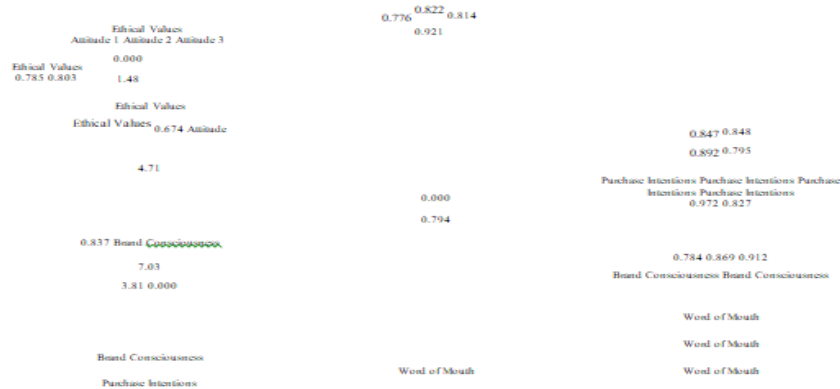 0.776 0.822 0.814
Ethical Values
Attitude 1 Attitude 2 Attitude 3
0.921
0.000
Ethical Values
0.785 0.803
1.48
Ethical Values
Ethical Values 0.674 Attitude
0.847 0.848
0.892 0.795
4.71
Purchase Intentions Purchase Intentions Purchase
Intentions Purchase Intentions
0.972 0.827
0.000
0.794
0.837 Brand Consciousness
0.784 0.869 0.912
7.03
Brand Consciousness Brand Consciousness
3.81 0.000
Word of Mouth
Word of Mouth
Brand Consciousness
Word of Mouth
Word of Mouth
Purchase Intentions